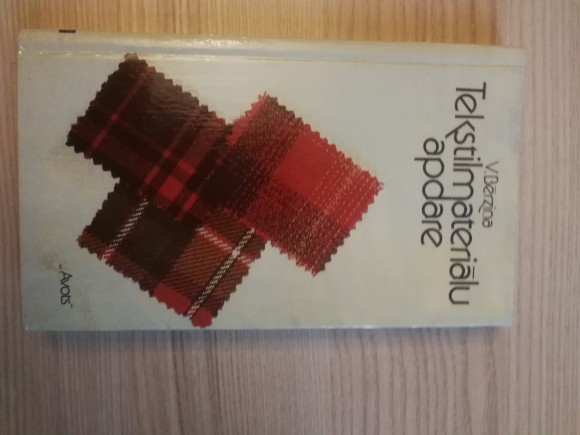 V. Bērziņa
Tekstilmateriālu
apdare
„Avots"